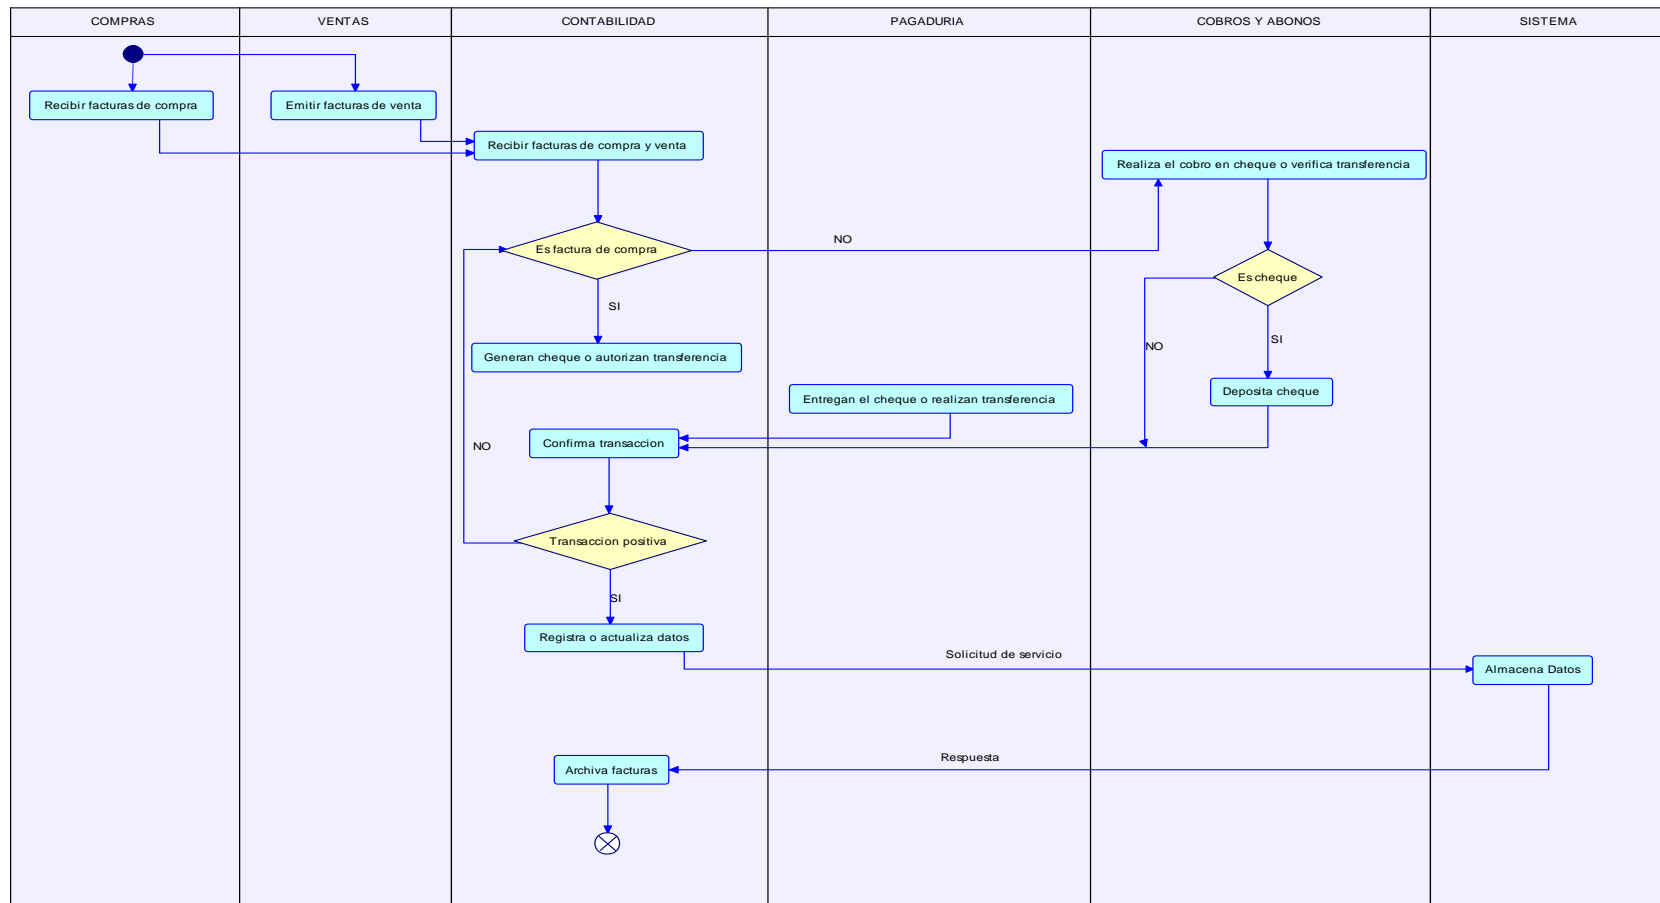 COMPRAS
VENTAS
CONTABILIDAD
PAGADURIA
COBROS Y ABONOS
SISTEMA
Recibir facturas de compra
Emitir facturas de venta
Recibir facturas de compra y venta
Realiza el cobro en cheque o verifica transferencia
Es factura de compra
NO
Es cheque
SI
NO
SI
Generan cheque o autorizan transferencia
Entregan el cheque o realizan transferencia
Deposita cheque
Confirma transaccion
NO
Transaccion positiva
SI
Registra o actualiza datos
Solicitud de servicio
Almacena Datos
Respuesta
Archiva facturas